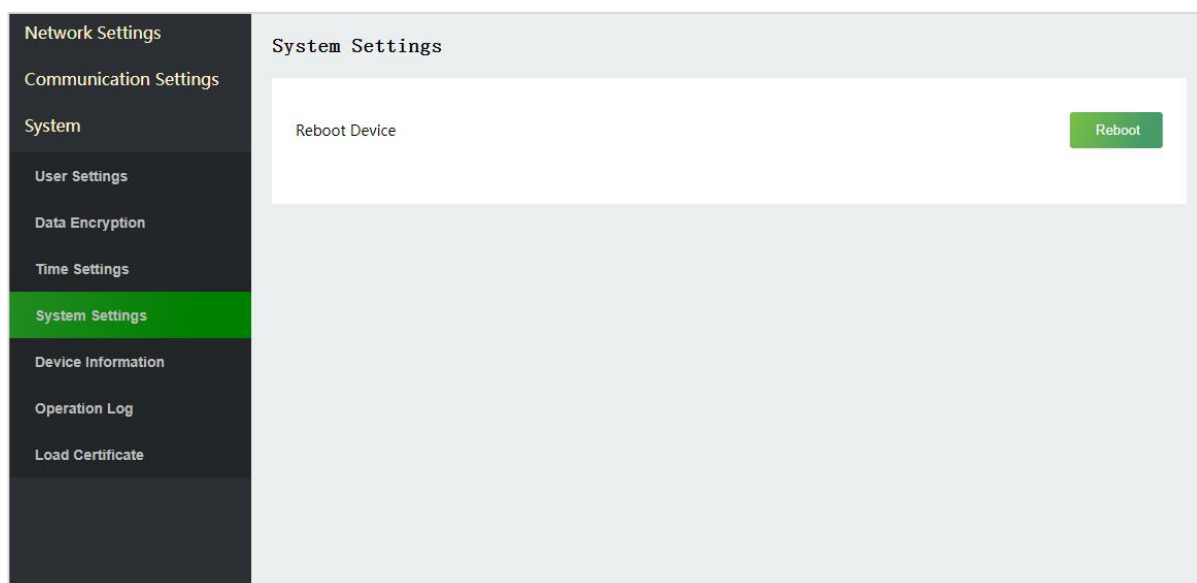 Network Settings
Communication Settings
System
User Settings
Data Encryption
Time Settings
System Settings
Device Information
Operation Log
Load Certificate
System Settings
Reboot Device
Reboot